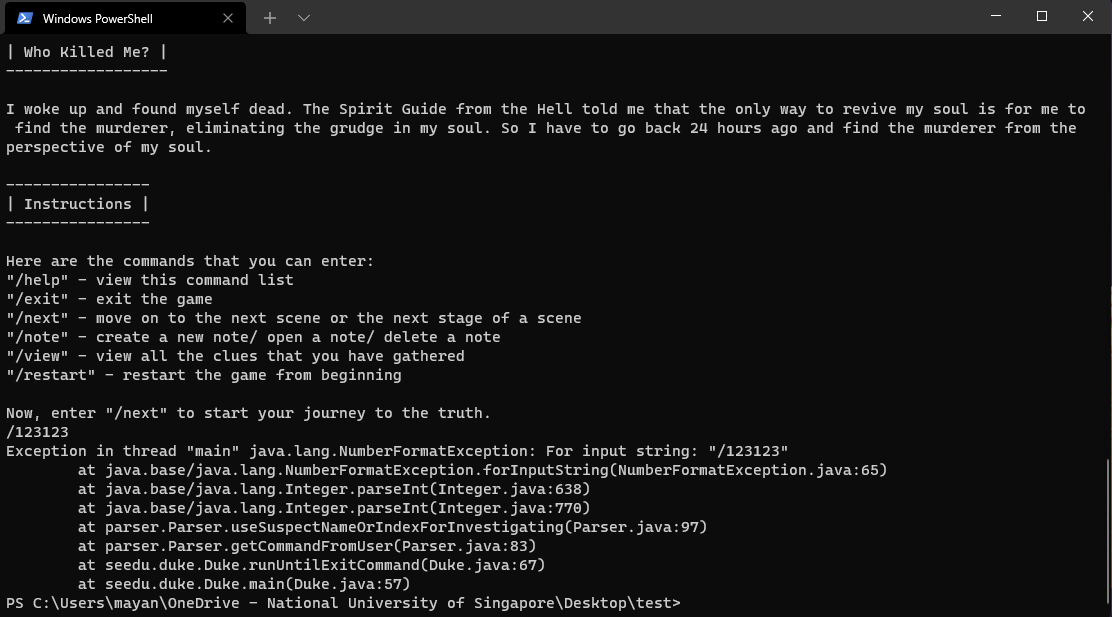 Windows PowerShell
| Who Killed Me? |
------------------
I woke up and found myself dead. The Spirit Guide from the Hell told me that the only way to revive my soul is for me to
 find the murderer, eliminating the grudge in my soul. So I have to go back 24 hours ago and find the murderer from the
perspective of my soul.
----------------
| Instructions |
----------------
Here are the commands that you can enter:
"/help" - view this command list
"/exit" - exit the game
"/next" - move on to the next scene or the next stage of a scene
"/note" - create a new note/ open a note/ delete a note
"/view" - view all the clues that you have gathered
"/restart" - restart the game from beginning
Now, enter "/next" to start your journey to the truth.
/123123
Exception in thread "main" java.lang.NumberFormatException: For input string: "/123123"
        at java.base/java.lang.NumberFormatException.forInputString(NumberFormatException.java:65)
        at java.base/java.lang.Integer.parseInt(Integer.java:638)
        at java.base/java.lang.Integer.parseInt(Integer.java:770)
        at parser.Parser.useSuspectNameOrIndexForInvestigating(Parser.java:97)
        at parser.Parser.getCommandFromUser(Parser.java:83)
        at seedu.duke.Duke.runUntilExitCommand(Duke.java:67)
        at seedu.duke.Duke.main(Duke.java:57)
PS C:\Users\mayan\OneDrive - National University of Singapore\Desktop\test>